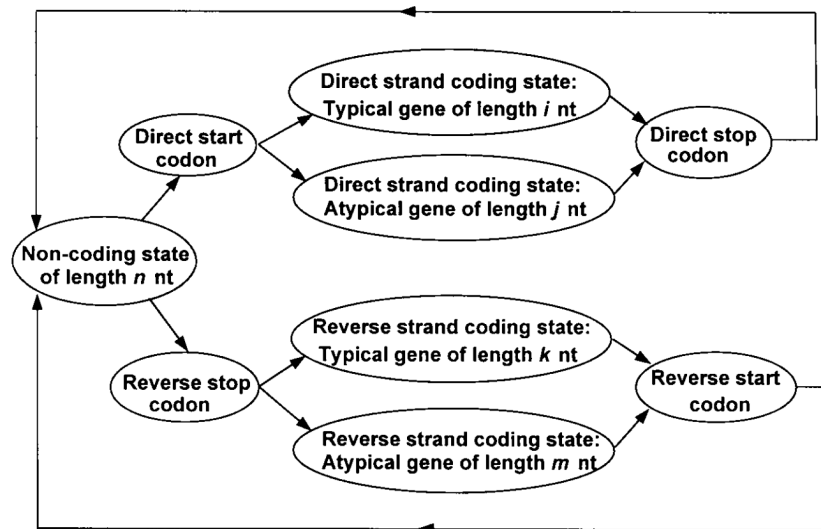 Direct strand coding state:
Typical gene of length i nt
Direct start
codon
Direct stop
codon
Direct strand coding state:
Atypical gene of length j nt
Non-coding state
of length n nt
Reverse strand coding state:
Typical gene of length k nt
Reverse stop
codon
Reverse start
codon
Reverse strand coding state:
Atypical gene of length m nt